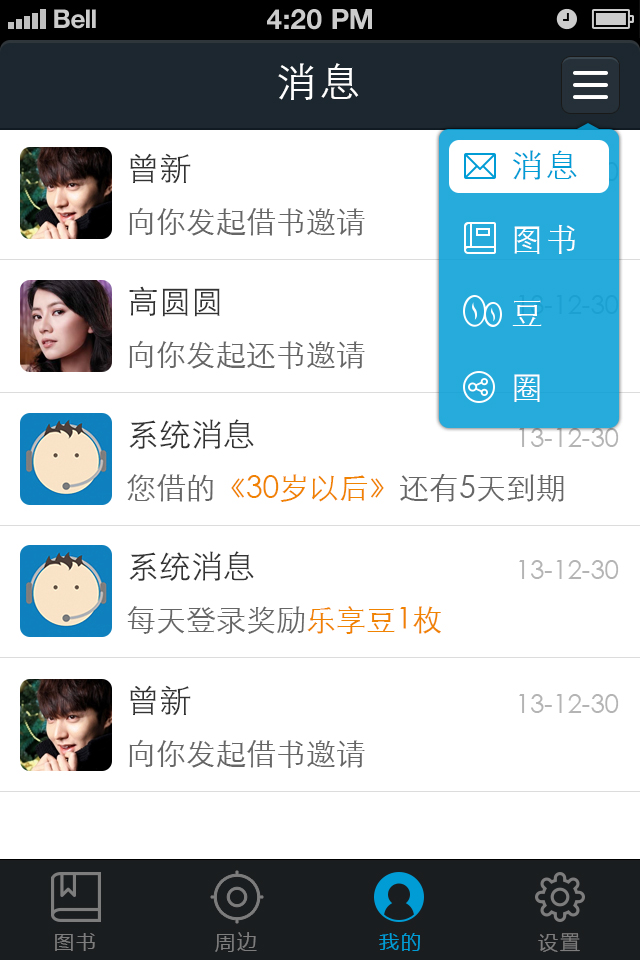 Bell 4:20 PM
消息
曾新
向你发起借书邀请
消息
图书
豆
圈
高圆圆
13-12-30
向你发起还书邀请
系统消息 13-12-30
您借的《30岁以后》还有5天到期
系统消息 13-12-30
每天登录奖励乐享豆1枚
曾新 13-12-30
向你发起借书邀请
图书 周边 我的 设置